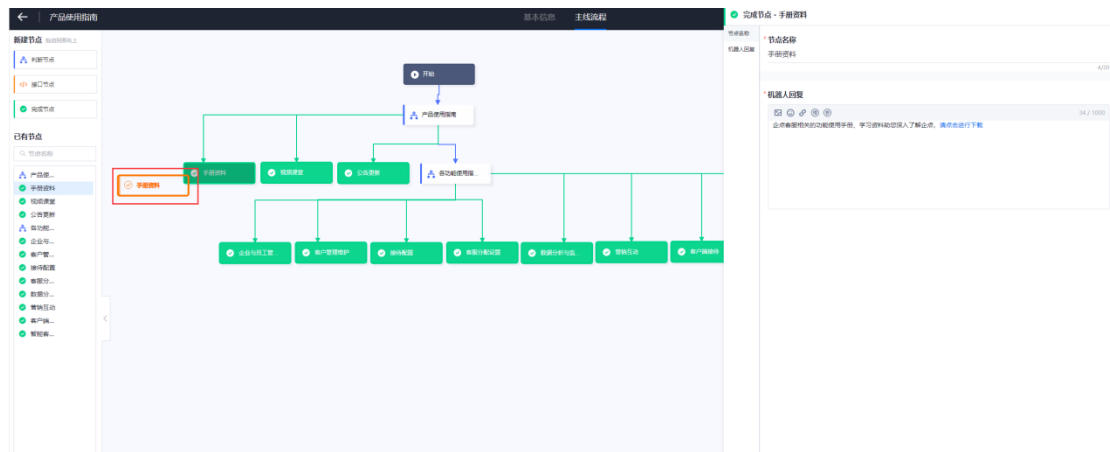 产品使用指南
基本信息
主线流程
新建节点
判断节点
接口节点
完成节点
已有节点
节点名称
产品使...
手册资料
视频课堂
公告更新
各功能...
企业与...
客户管...
接待配置
客服分...
数据分...
营销互动
客户端...
智能客...
开始
产品使用指南
手册资料
手册资料
视频课堂
公告更新
各功能使用指...
企业与员工管...
客户管理维护
接待配置
客服分配设置
数据分析与监...
营销互动
客户端接待
完成节点 - 手册资料
节点名称
机器人回复
* 节点名称
手册资料
4/20
* 机器人回复
34 / 1000
企点客服相关的功能使用手册、学习资料助您深入了解企点，请点击进行下载